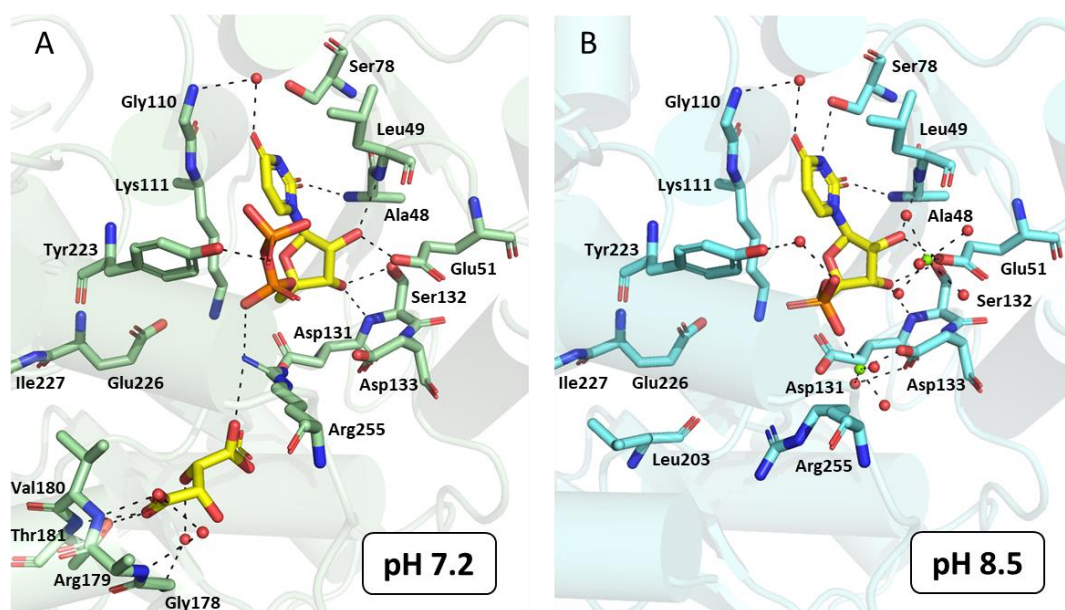 A
Ser78
Gly110
Leu49
Lys111
Ala48
Tyr223
Glu51
Ser132
Asp131
Ile227
Glu226
Asp133
Arg255
Val180
Thr181
Arg179
Gly178
pH 7.2
B
Ser78
Gly110
Leu49
Lys111
Ala48
Tyr223
Glu51
Ser132
Ile227
Glu226
Asp131
Asp133
Leu203
Arg255
pH 8.5